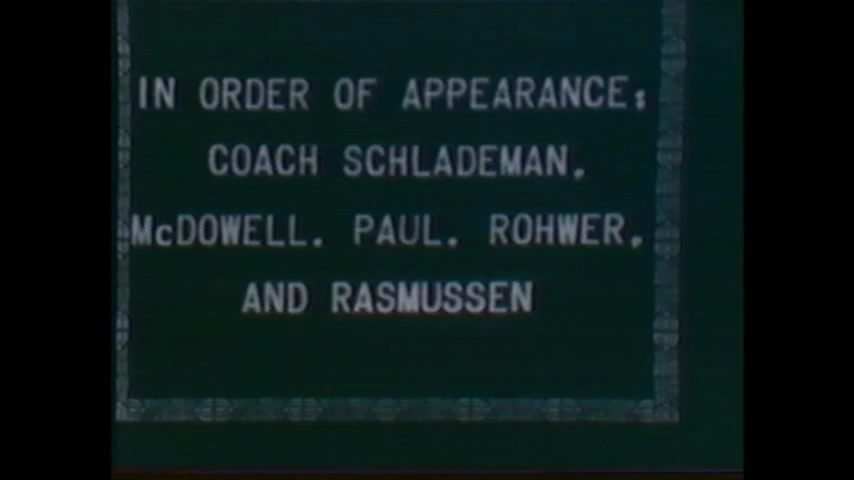 IN ORDER OF APPEARANCE:
COACH SCHLADEMAN,
McDOWELL, PAUL, ROHWER,
AND RASMUSSEN